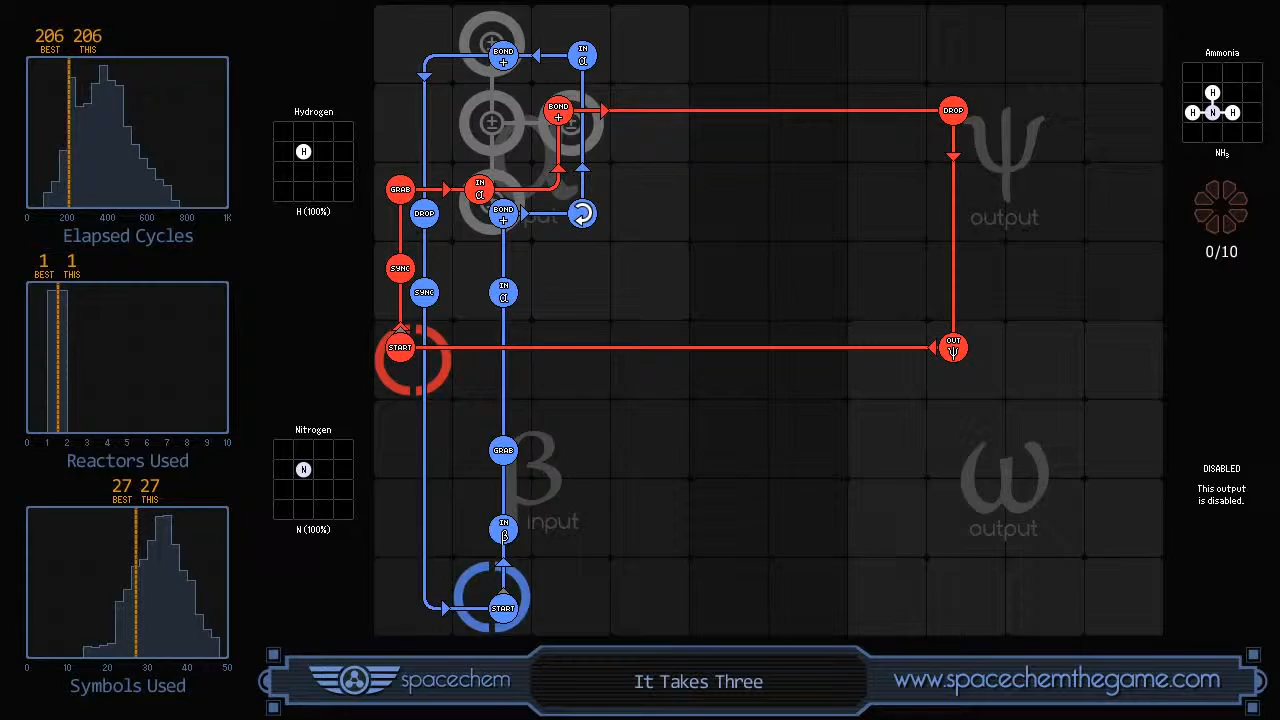 206 206
BEST THIS
0 200 400 600 800 1K
Elapsed Cycles
1 1
BEST THIS
0 1 2 3 4 5 6 7 8 9 10
Reactors Used
27 27
BEST THIS
0 10 20 30 40 50
Symbols Used
Hydrogen
H
H (100%)
Nitrogen
N
N (100%)
BOND
+
IN
α
BOND
+
DROP
GRAB
IN
α
DROP
BOND
+
SYNC
SYNC
IN
α
START
OUT
Ψ
GRAB
IN
β
START
β
input
ψ
output
ω
output
Ammonia
H
H N H
NH₃
0/10
DISABLED
This output
is disabled.
spacechem
It Takes Three
www.spacechemthegame.com